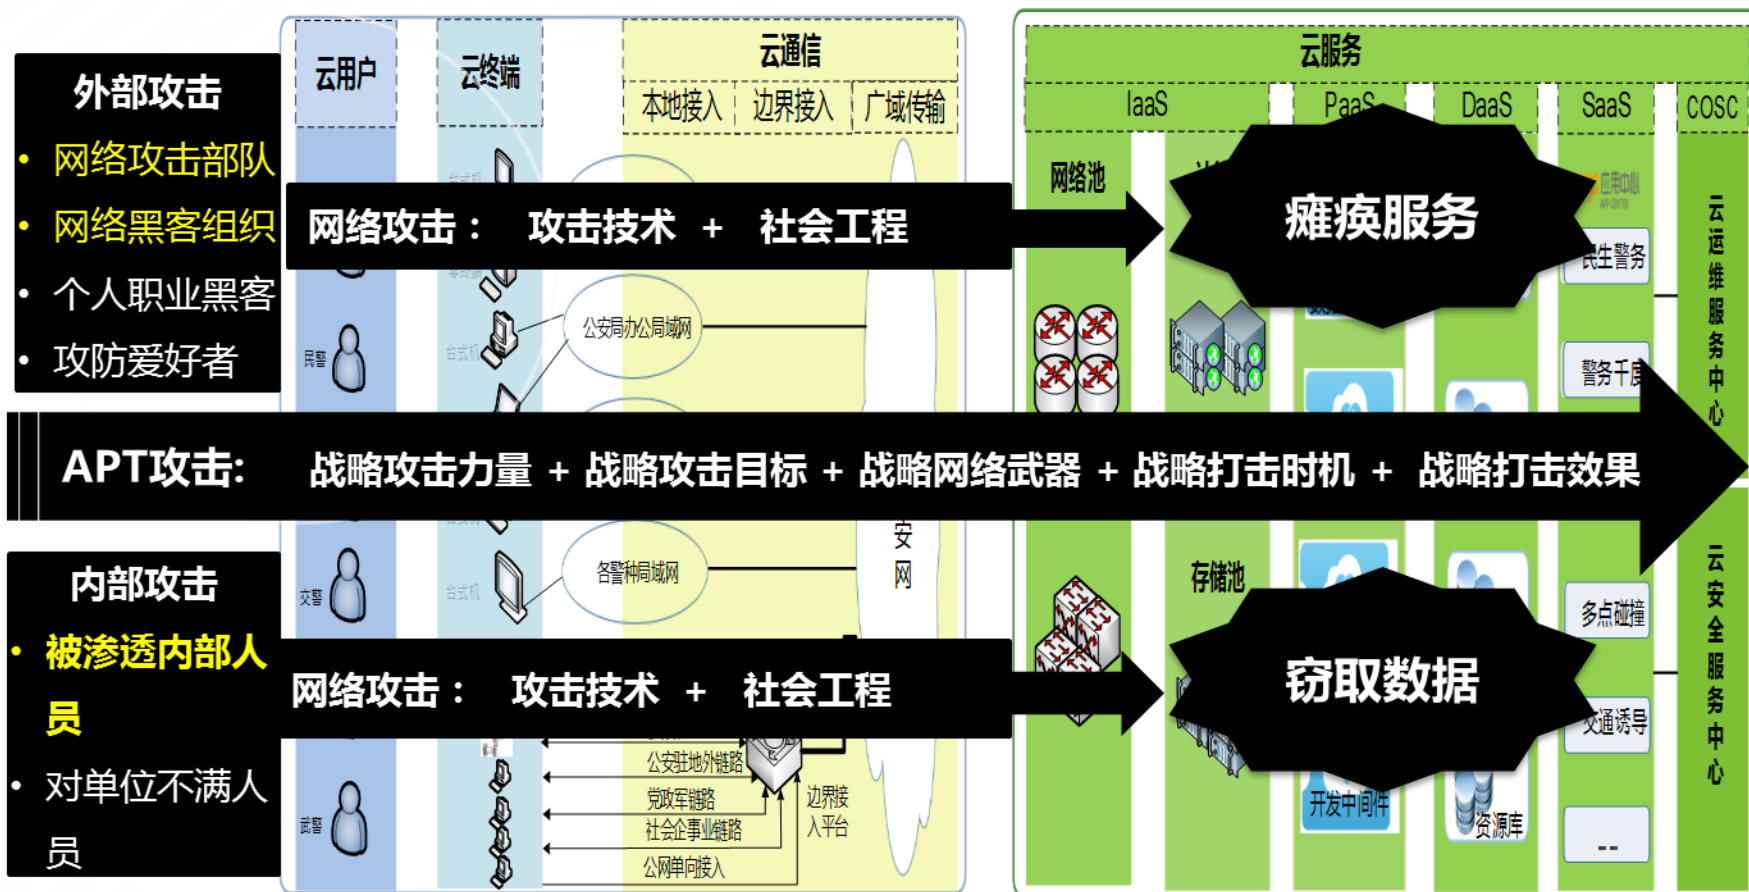 外部攻击
• 网络攻击部队
• 网络黑客组织
• 个人职业黑客
• 攻防爱好者
云用户
云终端
云通信
本地接入
边界接入
广域传输
云服务
IaaS
PaaS
DaaS
SaaS
COSC
网络池
应用中心
APP CENTER
网络攻击： 攻击技术 + 社会工程
瘫痪服务
民生警务
云运维服务中心
民警
台式机
公安局办公局域网
警务千度
APT攻击: 战略攻击力量 + 战略攻击目标 + 战略网络武器 + 战略打击时机 + 战略打击效果
内部攻击
• 被渗透内部人
员
• 对单位不满人
员
交警
台式机
各警种局域网
安网
存储池
多点碰撞
云安全服务中心
网络攻击： 攻击技术 + 社会工程
窃取数据
交通诱导
公安驻地外链路
党政军链路
社会企事业链路
公网单向接入
边界接
入平台
武警
开发中间件
资源库
--